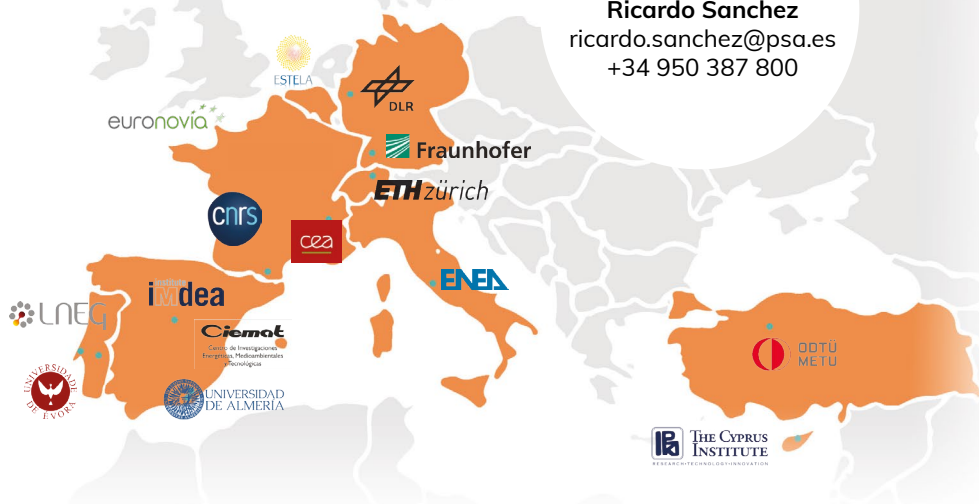 Ricardo Sanchez
ricardo.sanchez@psa.es
+34 950 387 800
ESTELA
DLR
euronovia
Fraunhofer
ETH zürich
cnrs
cea
ENEA
institute
iMdea
LNEG
Ciemat
Centro de Investigaciones
Energéticas, Medioambientales
y Tecnológicas
UNIVERSIDADE
DE ÉVORA
UNIVERSIDAD
DE ALMERÍA
ODTÜ
METU
THE CYPRUS
INSTITUTE
RESEARCH • TECHNOLOGY • INNOVATION